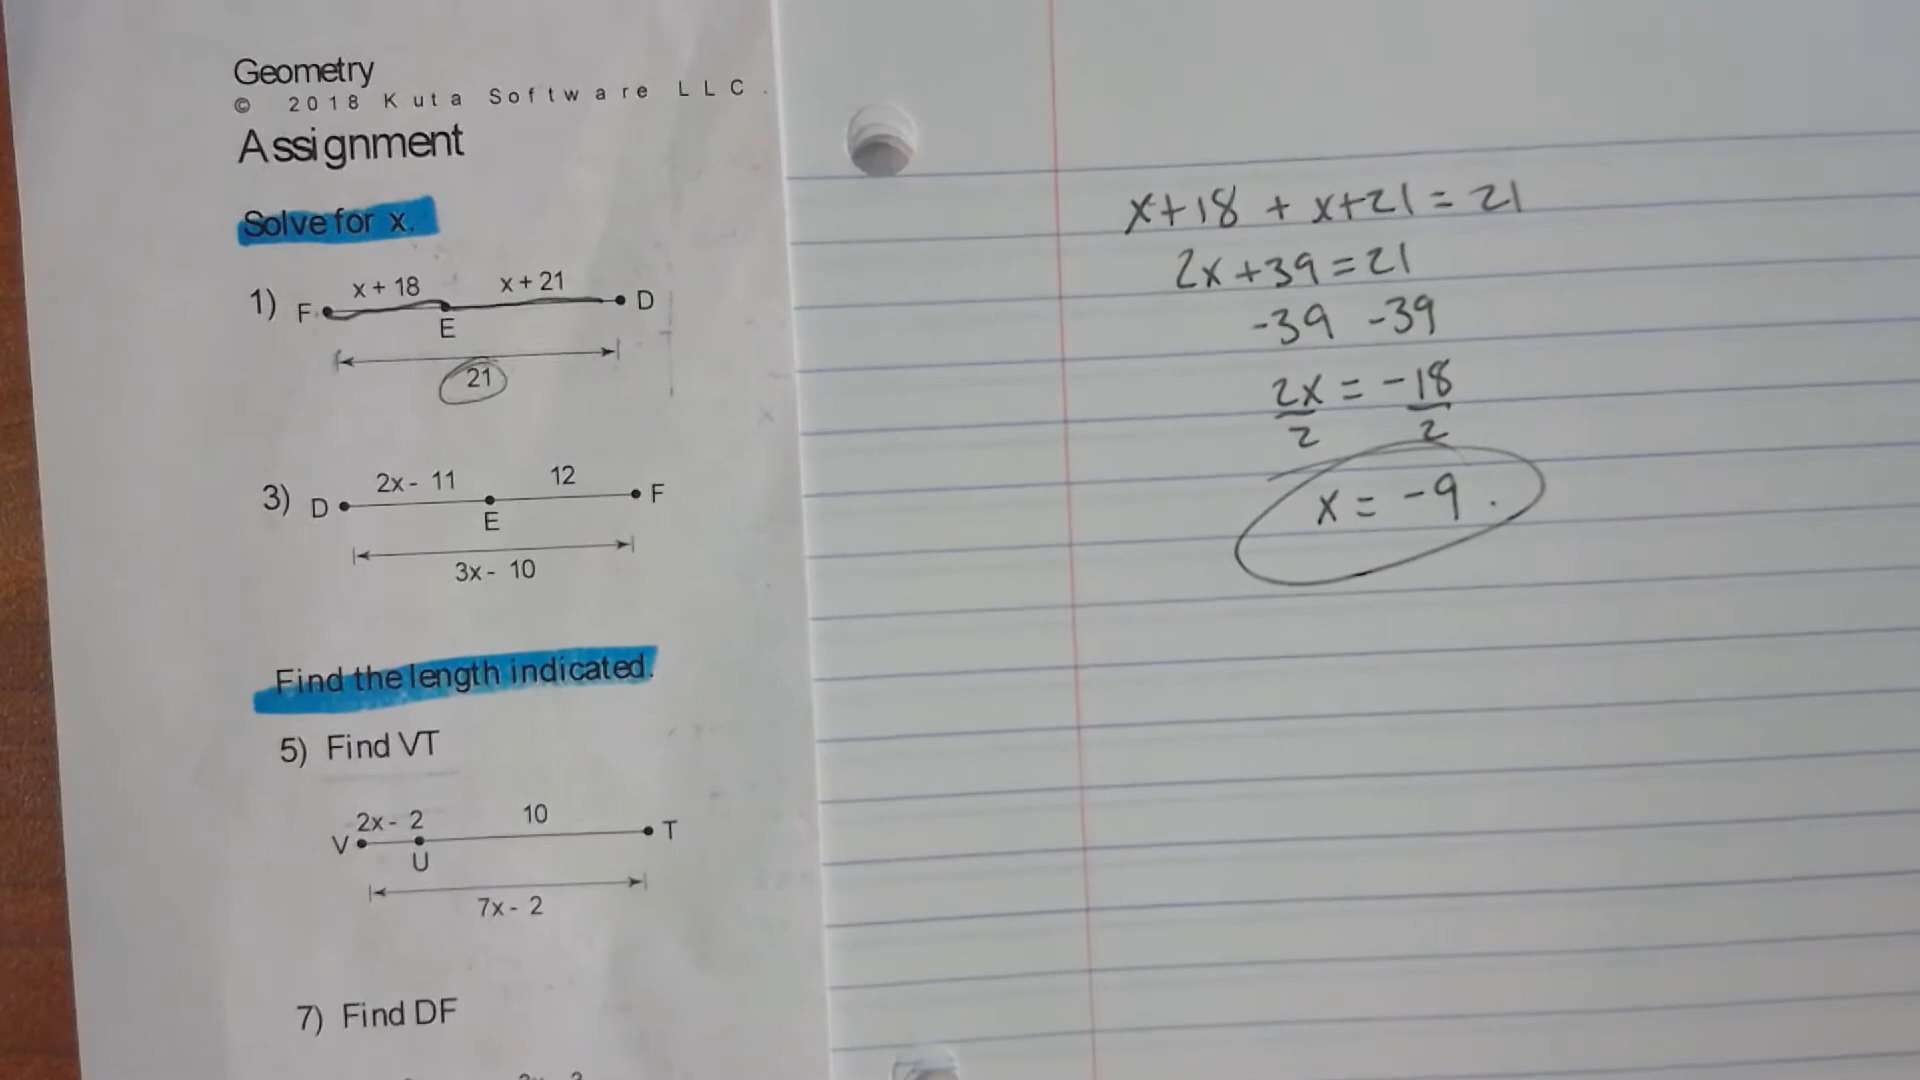 Geometry
© 2018 Kuta Software LLC.
Assignment
Solve for x.
1) F x + 18 E x + 21 D
21
3) D 2x - 11 E 12 F
3x - 10
Find the length indicated.
5) Find VT
V 2x - 2 U 10 T
7x - 2
7) Find DF
x+18 + x+21 = 21
2x+39=21
-39 -39
2x = -18
2 2
x = -9.